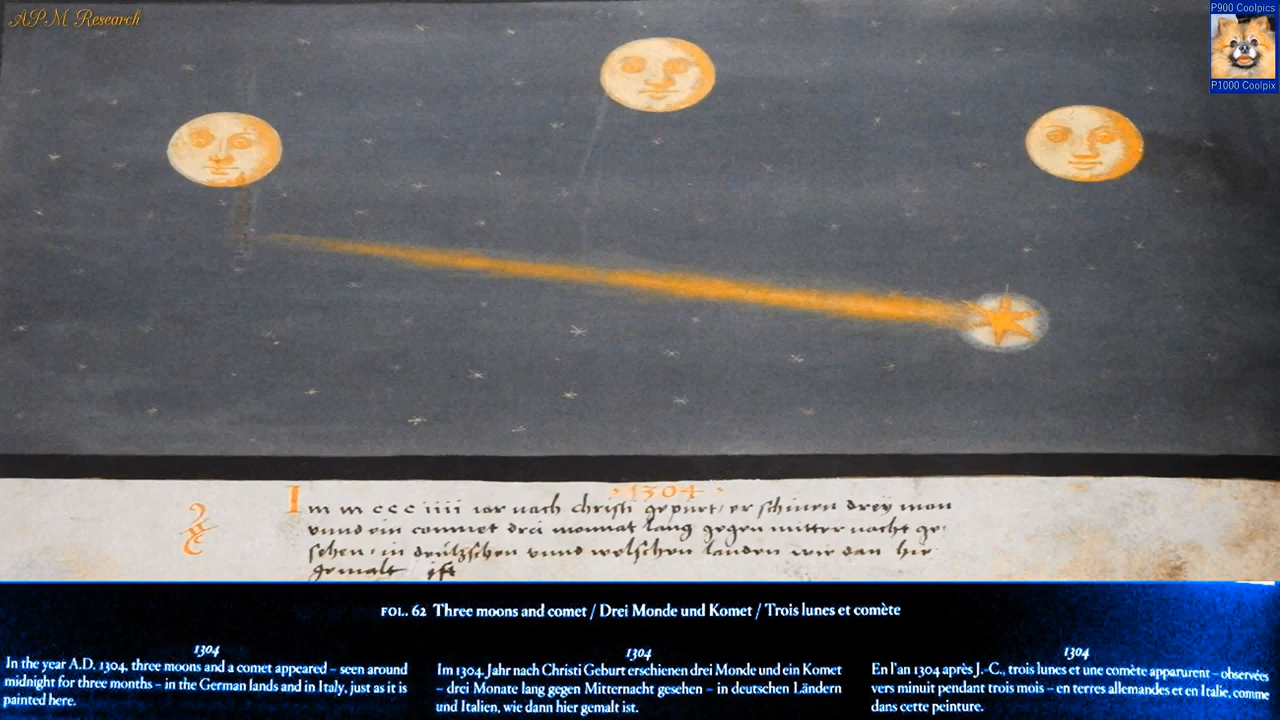 APM Research
P900 Coolpics
P1000 Coolpix
· 1304 ·
Im m ccc iiii iar nach christi gepurt / er schinen drey mon
vnnd ein commet drei monnat lang gegen mitter nacht ge-
sehen / in deützschen vnnd welschen landen wie dan hie
gemalt ist
FOL. 62 Three moons and comet / Drei Monde und Komet / Trois lunes et comète
1304
In the year A.D. 1304, three moons and a comet appeared – seen around
midnight for three months – in the German lands and in Italy, just as it is
painted here.
1304
Im 1304. Jahr nach Christi Geburt erschienen drei Monde und ein Komet
– drei Monate lang gegen Mitternacht gesehen – in deutschen Ländern
und Italien, wie dann hier gemalt ist.
1304
En l'an 1304 après J.-C., trois lunes et une comète apparurent – observées
vers minuit pendant trois mois – en terres allemandes et en Italie, comme
dans cette peinture.